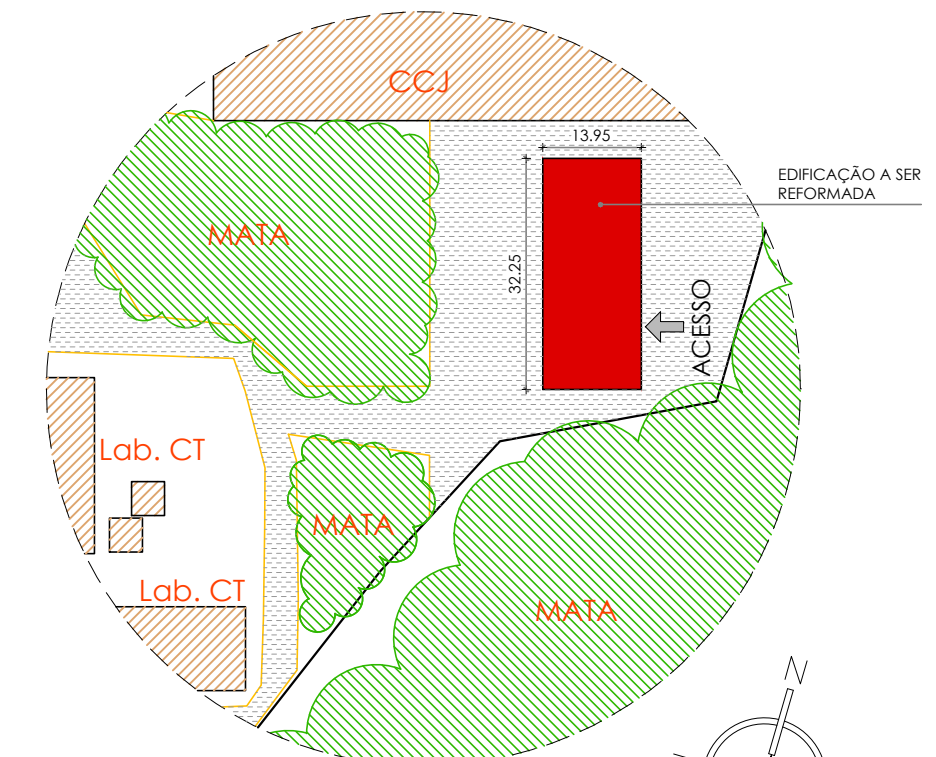 CCJ
13.95
EDIFICAÇÃO A SER
REFORMADA
MATA
32.25
ACESSO
Lab. CT
MATA
Lab. CT
MATA
N